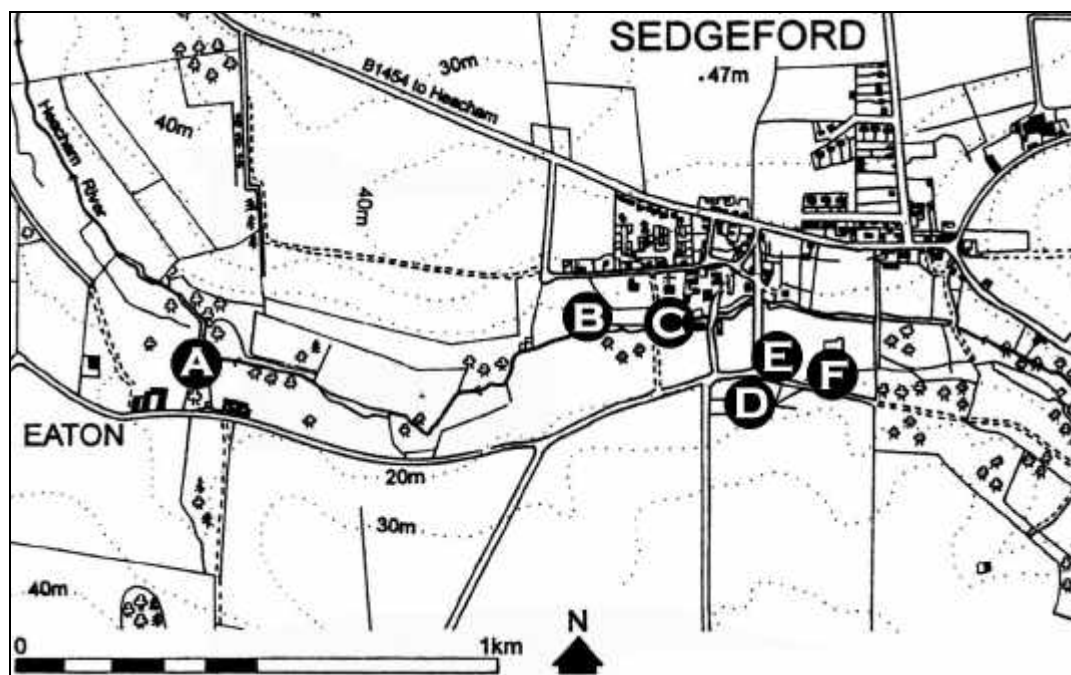 SEDGEFORD
30m
47m
B1454 to Heacham
40m
Heacham
River
40m
B
C
A
E
F
D
EATON
20m
30m
40m
0
1km
N